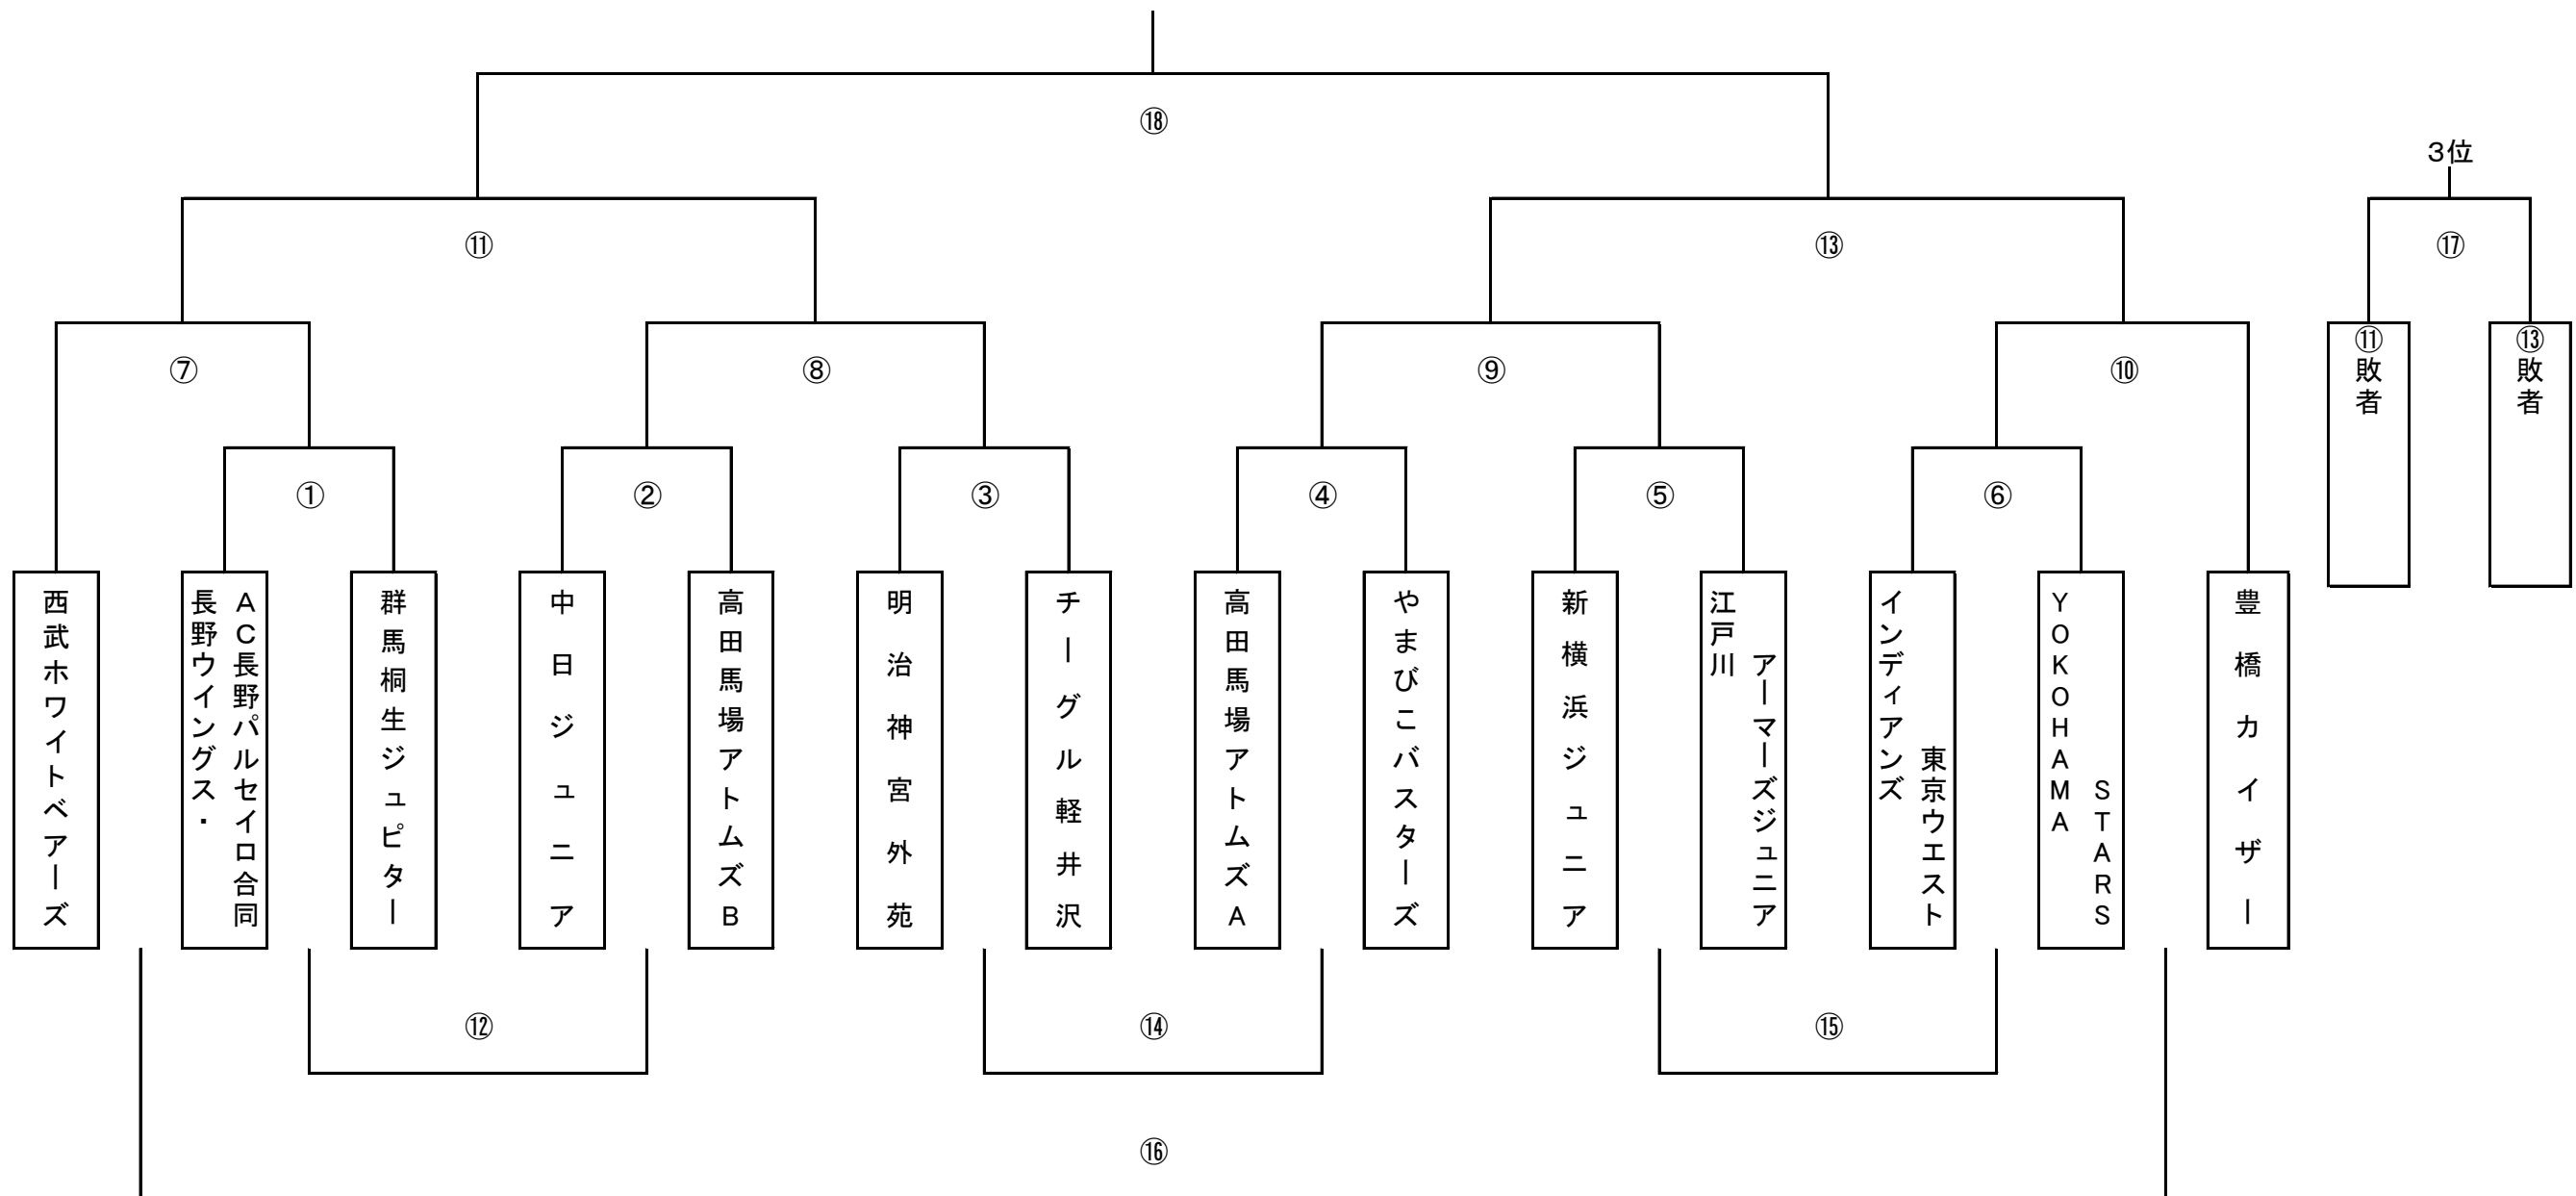 ⑱
3位
⑪
⑬
⑰
⑦
⑧
⑨
⑩
⑪敗者
⑬敗者
①
②
③
④
⑤
⑥
西武ホワイトベアーズ
長野ウイングス・
AC長野パルセイロ合同
群馬桐生ジュピター
中日ジュニア
高田馬場アトムズB
明治神宮外苑
チーグル軽井沢
高田馬場アトムズA
やまびこバスターズ
新横浜ジュニア
江戸川
アーマーズジュニア
インディアンズ
東京ウエスト
YOKOHAMA
STARS
豊橋カイザー
⑫
⑭
⑮
⑯